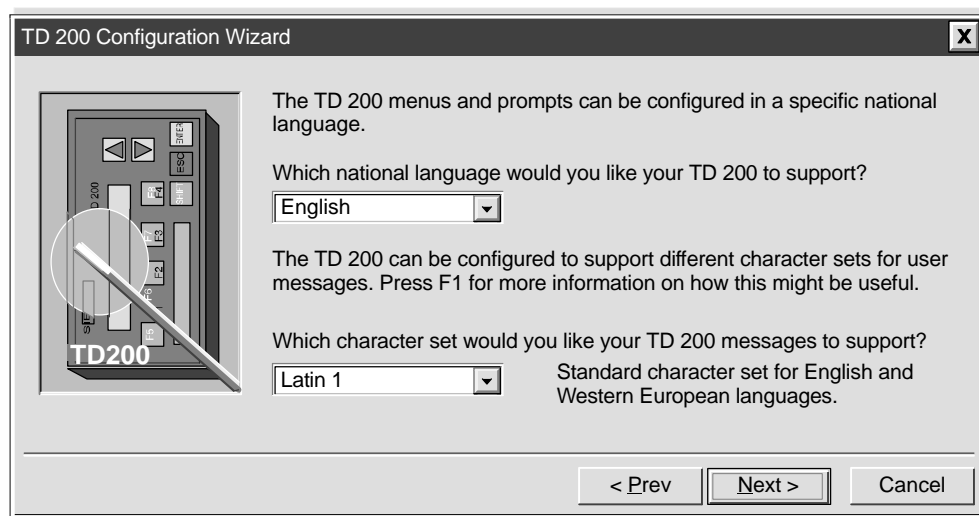 TD 200 Configuration Wizard
X
The TD 200 menus and prompts can be configured in a specific national
language.
Which national language would you like your TD 200 to support?
English
The TD 200 can be configured to support different character sets for user
messages. Press F1 for more information on how this might be useful.
Which character set would you like your TD 200 messages to support?
Latin 1
Standard character set for English and
Western European languages.
ENTER
ESC
SHIFT
F8
F4
F7
F3
F6
F2
F5
D 200
TD200
< Prev
Next >
Cancel